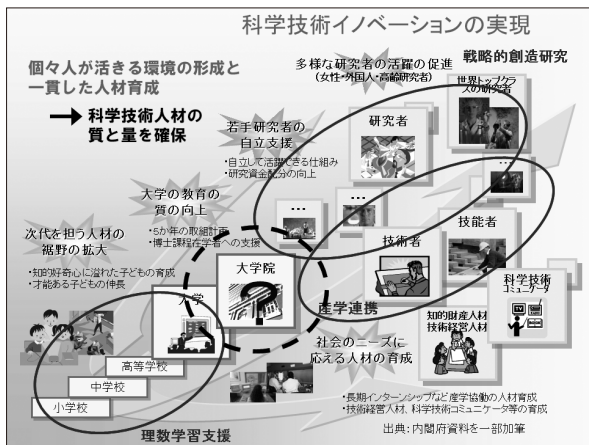 科学技術イノベーションの実現
個々人が活きる環境の形成と
一貫した人材育成
科学技術人材の
質と量を確保
多様な研究者の活躍の促進
(女性・外国人・高齢研究者)
戦略的創造研究
世界トップクラ
スの研究者
研究者
若手研究者の
自立支援
・自立して活躍できる仕組み
・研究資金配分の向上
…
…
…
大学の教育の
質の向上
・5か年の取組計画
・博士課程在学者への支援
技術者
技能者
次代を担う人材の
裾野の拡大
・知的好奇心に溢れた子どもの育成
・才能ある子どもの伸長
大学院
大学
産学連携
科学技術
コミュニケータ
知的財産人材
技術経営人材
社会のニーズに
応える人材の育成
高等学校
中学校
小学校
・長期インターンシップなど産学協働の人材育成
・技術経営人材、科学技術コミュニケータ等の育成
理数学習支援
出典:内閣府資料を一部加筆